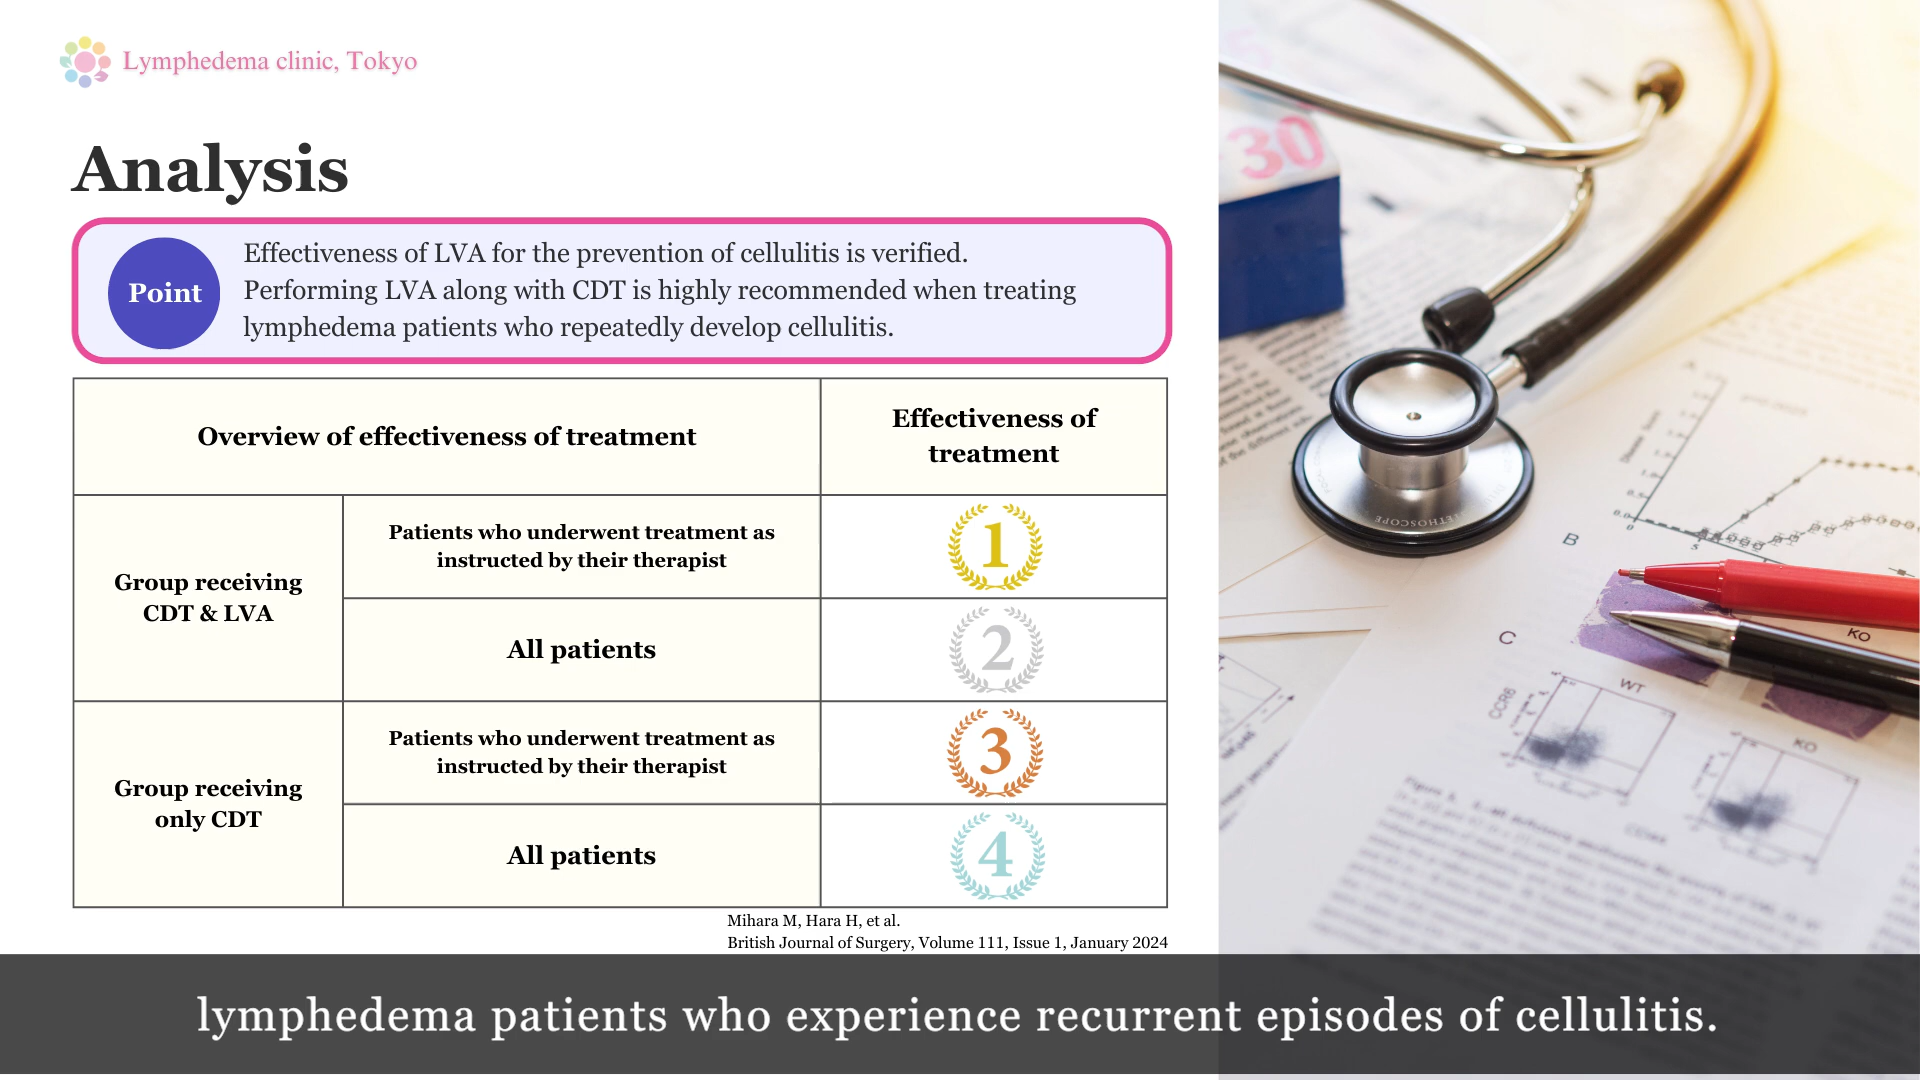 Lymphedema clinic, Tokyo
Analysis
Point
Effectiveness of LVA for the prevention of cellulitis is verified.
Performing LVA along with CDT is highly recommended when treating
lymphedema patients who repeatedly develop cellulitis.
Overview of effectiveness of treatment
Effectiveness of
treatment
Group receiving
CDT & LVA
Patients who underwent treatment as
instructed by their therapist
1
All patients
2
Group receiving
only CDT
Patients who underwent treatment as
instructed by their therapist
3
All patients
4
Mihara M, Hara H, et al.
British Journal of Surgery, Volume 111, Issue 1, January 2024
30
B
C
KO
WT
CCR6
KO
lymphedema patients who experience recurrent episodes of cellulitis.